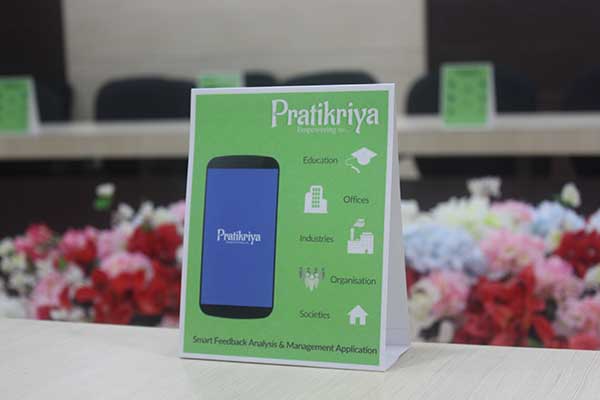 Pratikriya
Empowering to...
Education
Offices
Industries
Organisation
Societies
Pratikriya
Smart Feedback Analysis & Management Application